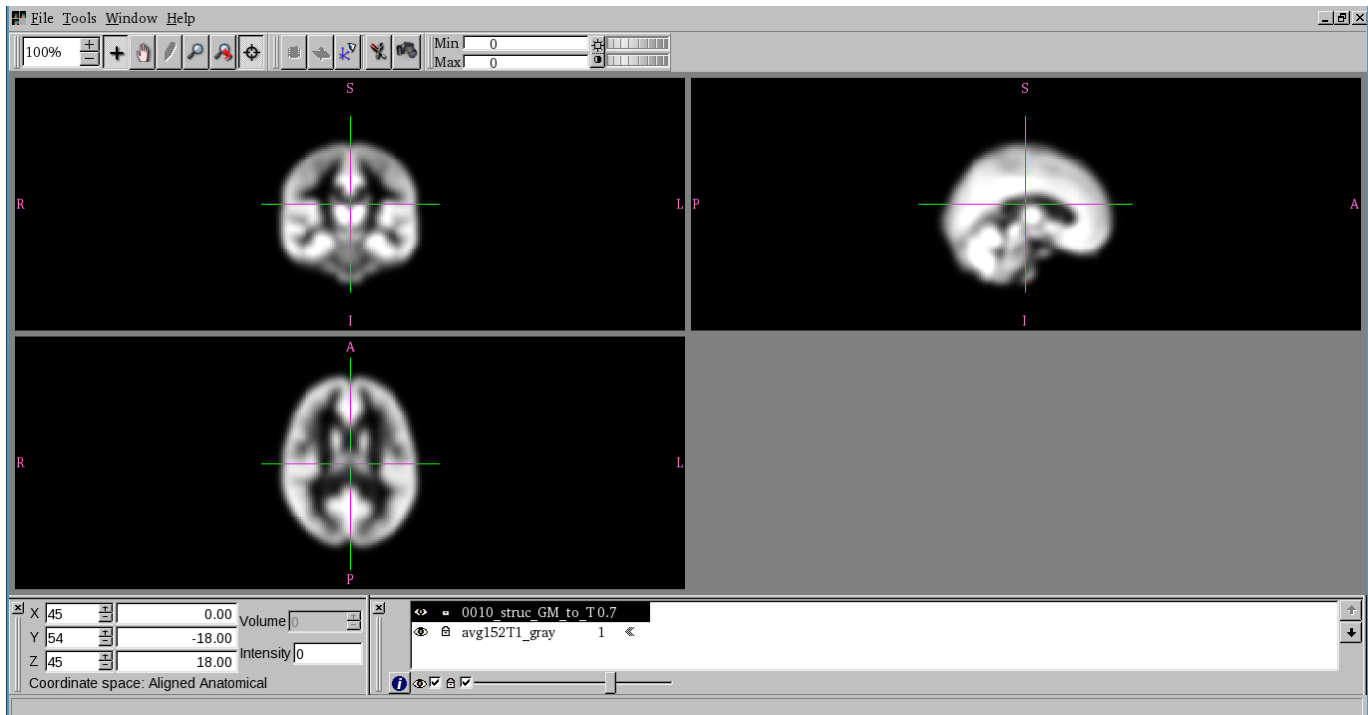 File Tools Window Help
100%
Min 0
Max 0
S
R L
I
S
P A
I
A
R L
P
X 45 0.00 Volume 0
Y 54 -18.00
Intensity 0
Z 45 18.00
Coordinate space: Aligned Anatomical
0010_struc_GM_to_T 0.7
avg152T1_gray 1
i